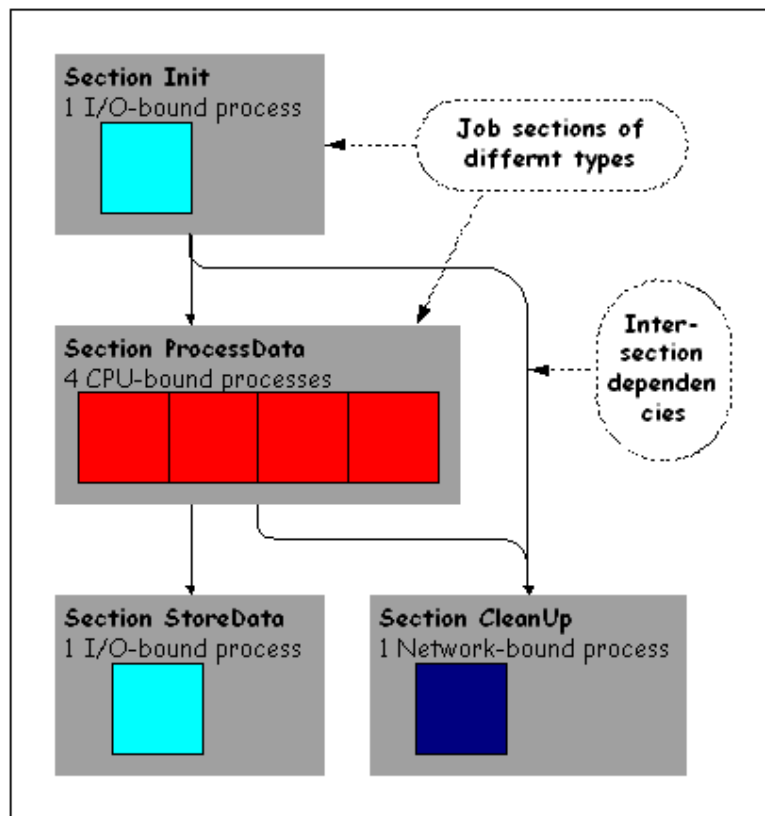 Section Init
1 I/O-bound process
Job sections of
differnt types
Section ProcessData
4 CPU-bound processes
Inter-
section
dependen
cies
Section StoreData
1 I/O-bound process
Section CleanUp
1 Network-bound process